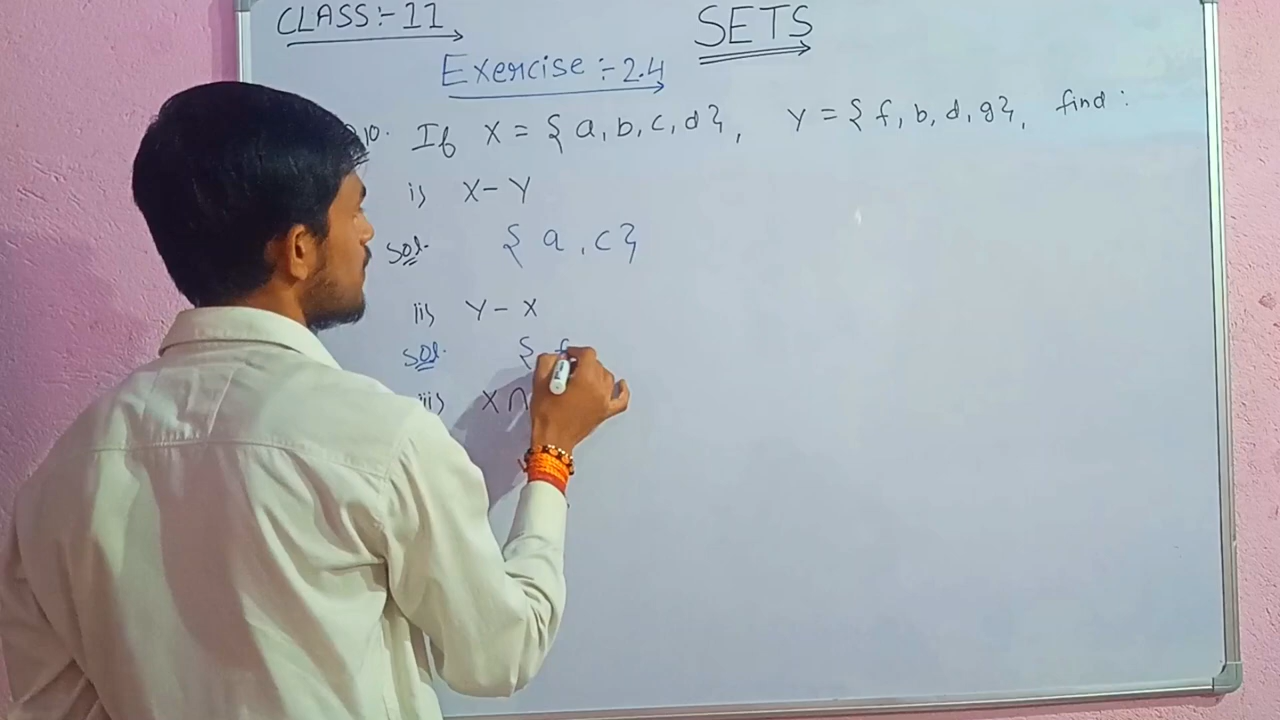 CLASS:- 11
SETS
Exercise :- 2.4
10. If X = { a, b, c, d}, Y = { f, b, d, g}, find :
i) X - Y
Sol. { a , c }
ii) Y - X
Sol. { f
iii) X ∩